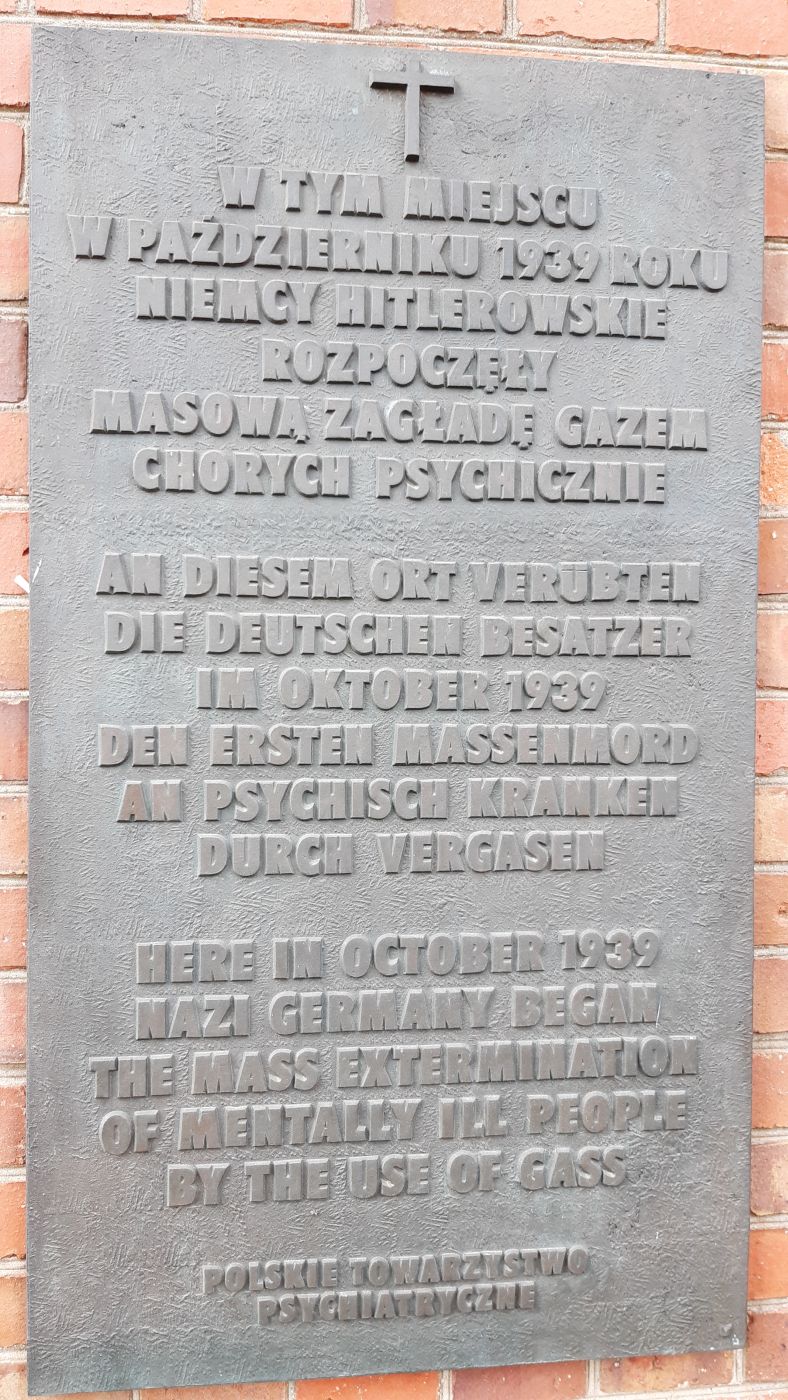 W TYM MIEJSCU
W PAŹDZIERNIKU 1939 ROKU
NIEMCY HITLEROWSKIE
ROZPOCZĘŁY
MASOWĄ ZAGŁADĘ GAZEM
CHORYCH PSYCHICZNIE
AN DIESEM ORT VERÜBTEN
DIE DEUTSCHEN BESATZER
IM OKTOBER 1939
DEN ERSTEN MASSENMORD
AN PSYCHISCH KRANKEN
DURCH VERGASEN
HERE IN OCTOBER 1939
NAZI GERMANY BEGAN
THE MASS EXTERMINATION
OF MENTALLY ILL PEOPLE
BY THE USE OF GASS
POLSKIE TOWARZYSTWO
PSYCHIATRYCZNE